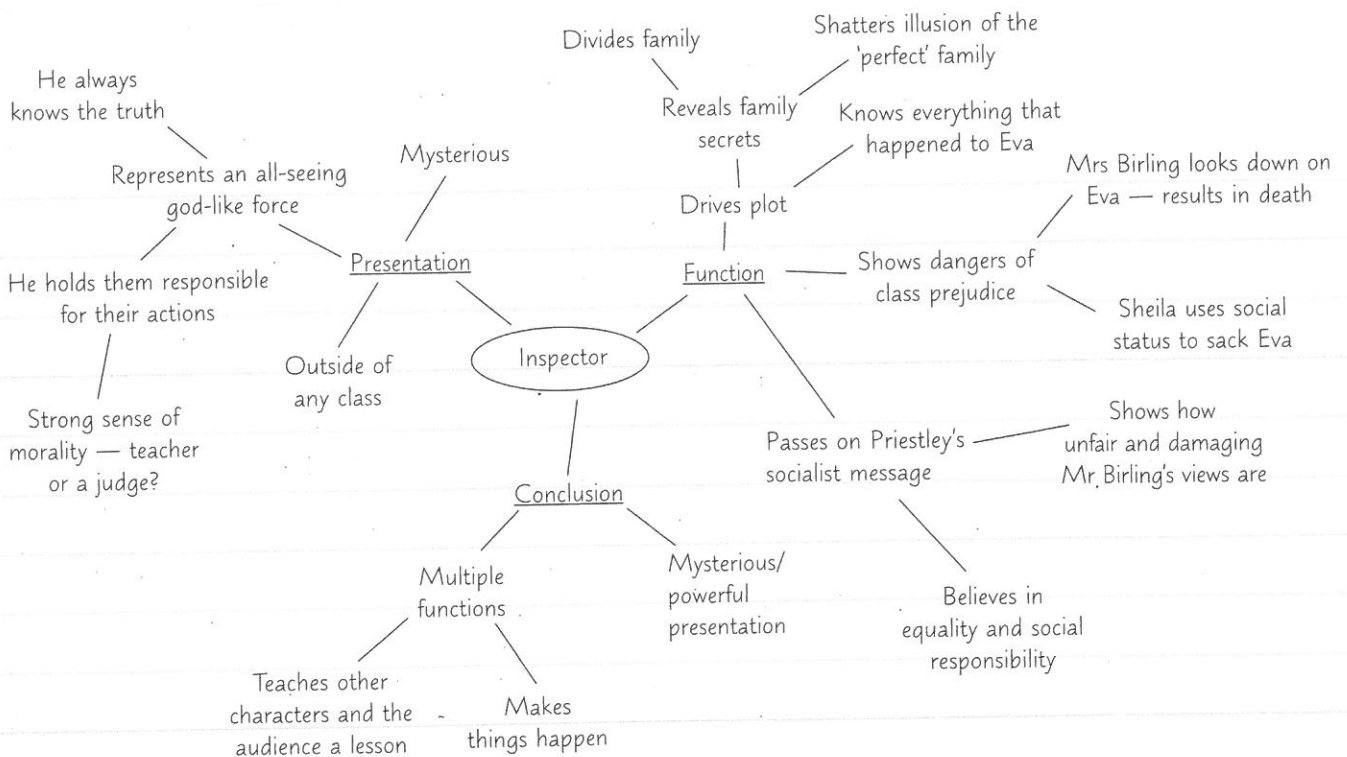 Divides family
Shatters illusion of the
'perfect' family
He always
knows the truth
Reveals family
secrets
Knows everything that
happened to Eva
Mysterious
Represents an all-seeing
god-like force
Mrs Birling looks down on
Eva — results in death
Drives plot
Presentation
Function
Shows dangers of
class prejudice
He holds them responsible
for their actions
Sheila uses social
status to sack Eva
Inspector
Outside of
any class
Strong sense of
morality — teacher
or a judge?
Passes on Priestley's
socialist message
Shows how
unfair and damaging
Mr Birling's views are
Conclusion
Multiple
functions
Mysterious/
powerful
presentation
Believes in
equality and social
responsibility
Teaches other
characters and the
audience a lesson
Makes
things happen